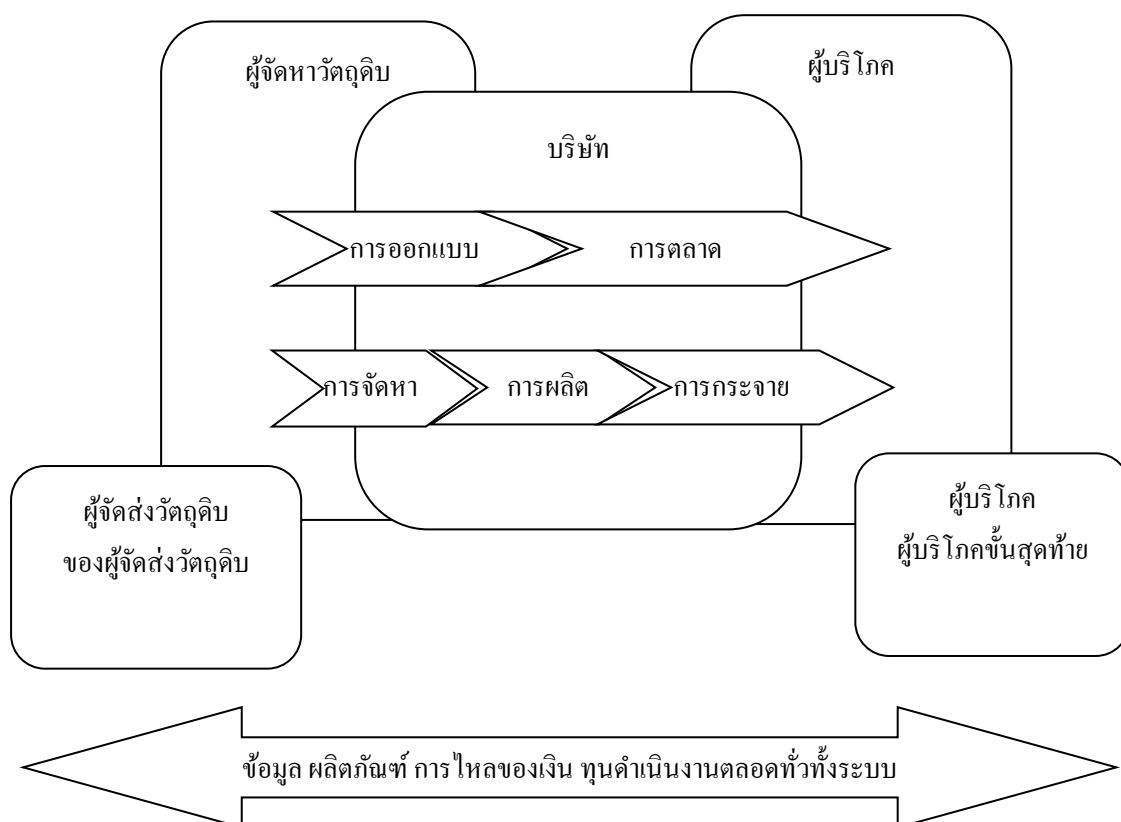 ผู้จัดหาวัตถุดิบ
ผู้บริโภค
บริษัท
การออกแบบ
การตลาด
การจัดหา
การผลิต
การกระจาย
ผู้จัดส่งวัตถุดิบ
ของผู้จัดส่งวัตถุดิบ
ผู้บริโภค
ผู้บริโภคขั้นสุดท้าย
ข้อมูล ผลิตภัณฑ์ การไหลของเงิน ทุนดำเนินงานตลอดทั่วทั้งระบบ